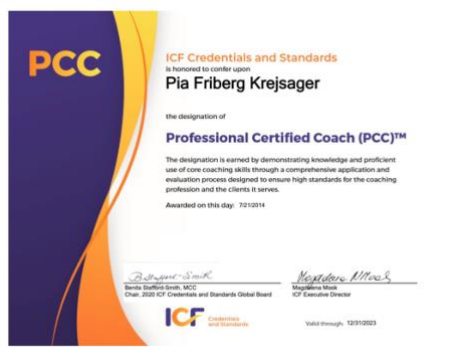 PCC
ICF Credentials and Standards
is honored to confer upon
Pia Friberg Krejsager
the designation of
Professional Certified Coach (PCC)™
The designation is earned by demonstrating knowledge and proficient
use of core coaching skills through a comprehensive application and
evaluation process designed to ensure high standards for the coaching
profession and the clients it serves.
Awarded on this day: 7/21/2014
Benita Stafford-Smith, MCC
Chair, 2020 ICF Credentials and Standards Global Board
Magdalena Mook
ICF Executive Director
ICF Credentials
and Standards
Valid through: 12/31/2023